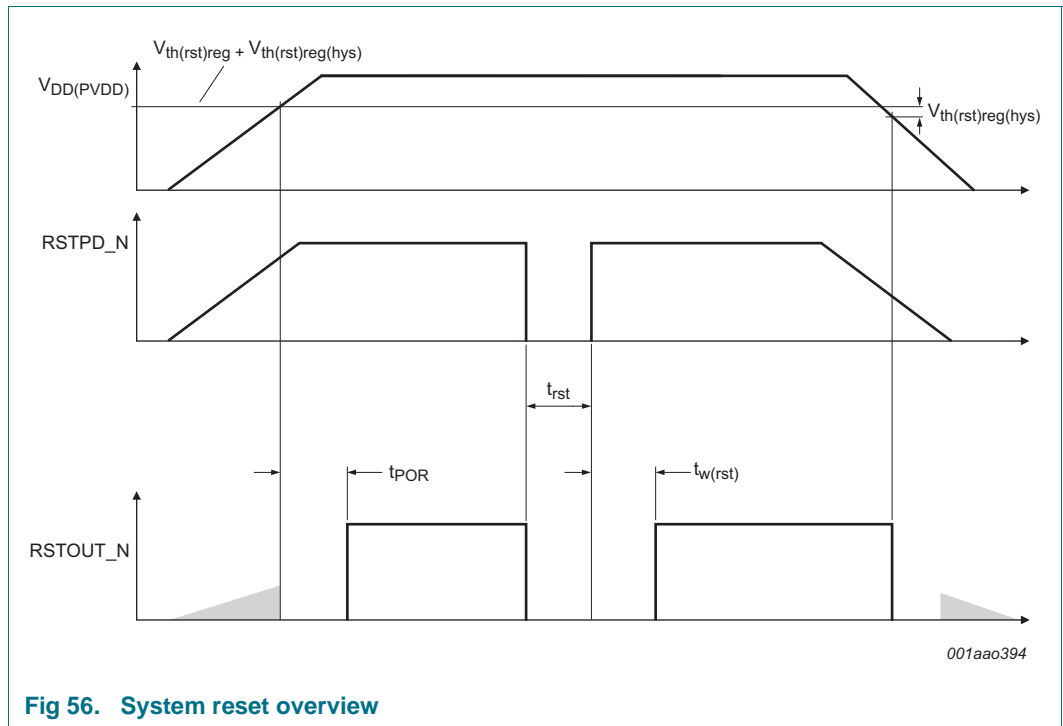 Vth(rst)reg + Vth(rst)reg(hys)
VDD(PVDD)
Vth(rst)reg(hys)
RSTPD_N
trst
tPOR
tw(rst)
RSTOUT_N
001aao394
Fig 56. System reset overview